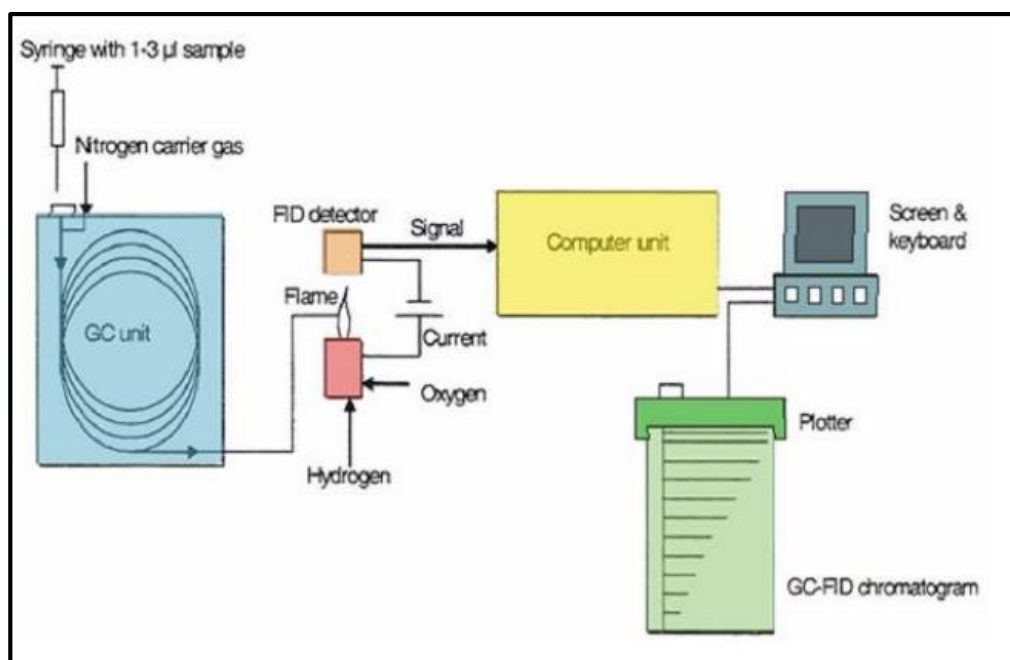 Syringe with 1-3 µl sample
Nitrogen carrier gas
GC unit
FID detector
Signal
Flame
Current
Oxygen
Hydrogen
Computer unit
Screen &
keyboard
Plotter
GC-FID chromatogram